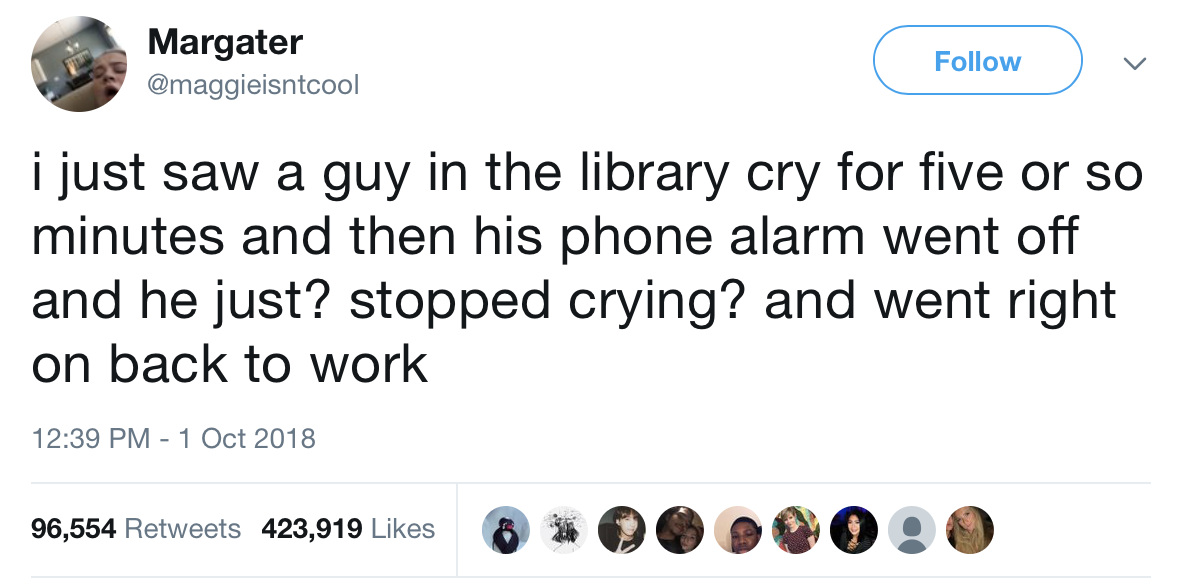 Margater
@maggieisntcool
Follow
i just saw a guy in the library cry for five or so
minutes and then his phone alarm went off
and he just? stopped crying? and went right
on back to work
12:39 PM - 1 Oct 2018
96,554 Retweets 423,919 Likes